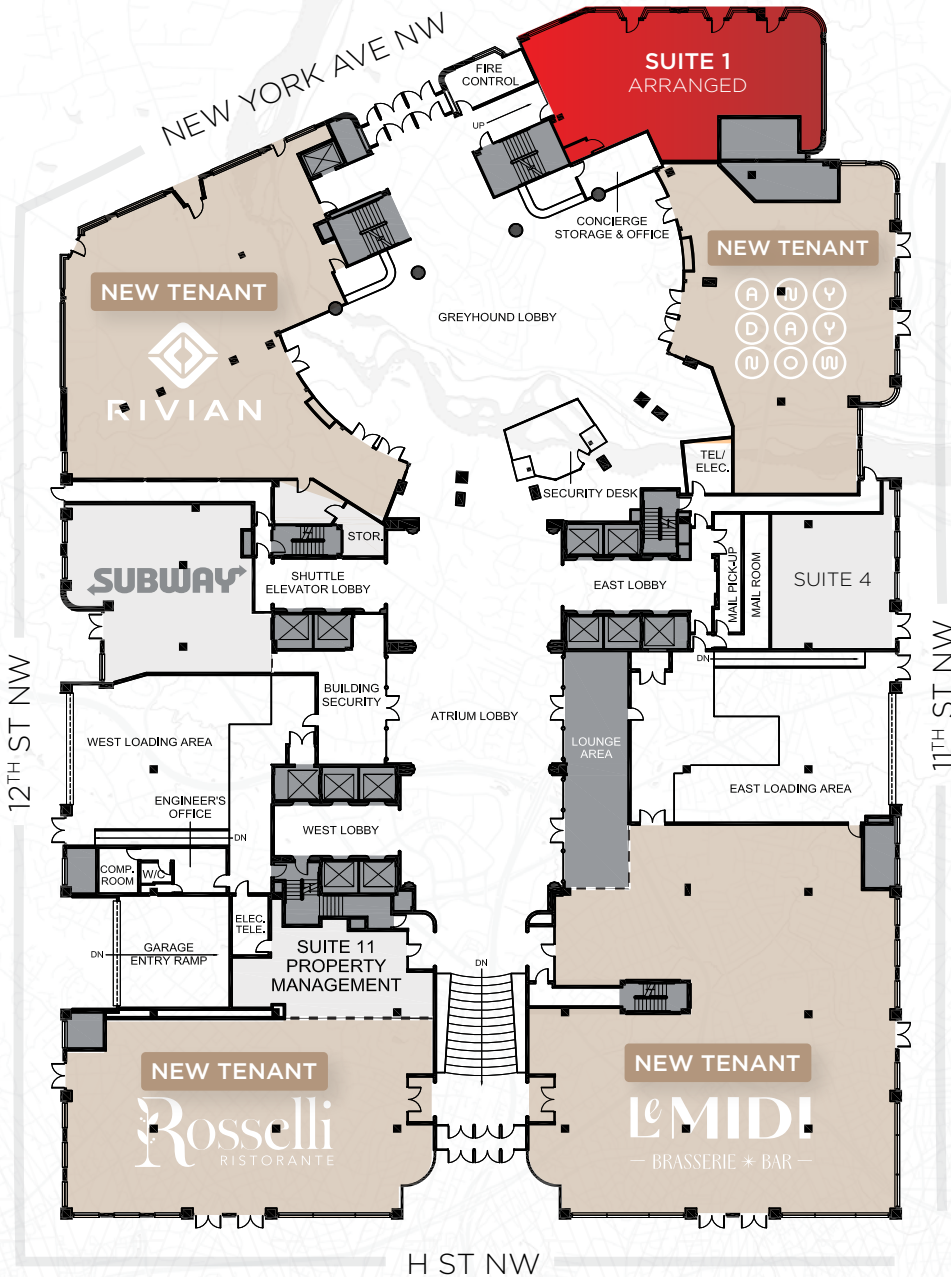 NEW YORK AVE NW
FIRE
CONTROL
SUITE 1
ARRANGED
UP
CONCIERGE
STORAGE & OFFICE
NEW TENANT
ANY
DAY
NOW
NEW TENANT
RIVIAN
GREYHOUND LOBBY
TEL/
ELEC.
SECURITY DESK
STOR.
SUBWAY
SHUTTLE
ELEVATOR LOBBY
EAST LOBBY
MAIL PICK-UP
MAIL ROOM
SUITE 4
DN
12TH ST NW
11TH ST NW
BUILDING
SECURITY
ATRIUM LOBBY
WEST LOADING AREA
LOUNGE
AREA
EAST LOADING AREA
ENGINEER'S
OFFICE
DN
WEST LOBBY
COMP.
ROOM
W/C
ELEC.
TELE.
DN
GARAGE
ENTRY RAMP
SUITE 11
PROPERTY
MANAGEMENT
DN
NEW TENANT
Rosselli
RISTORANTE
NEW TENANT
Le MIDI
BRASSERIE * BAR
H ST NW